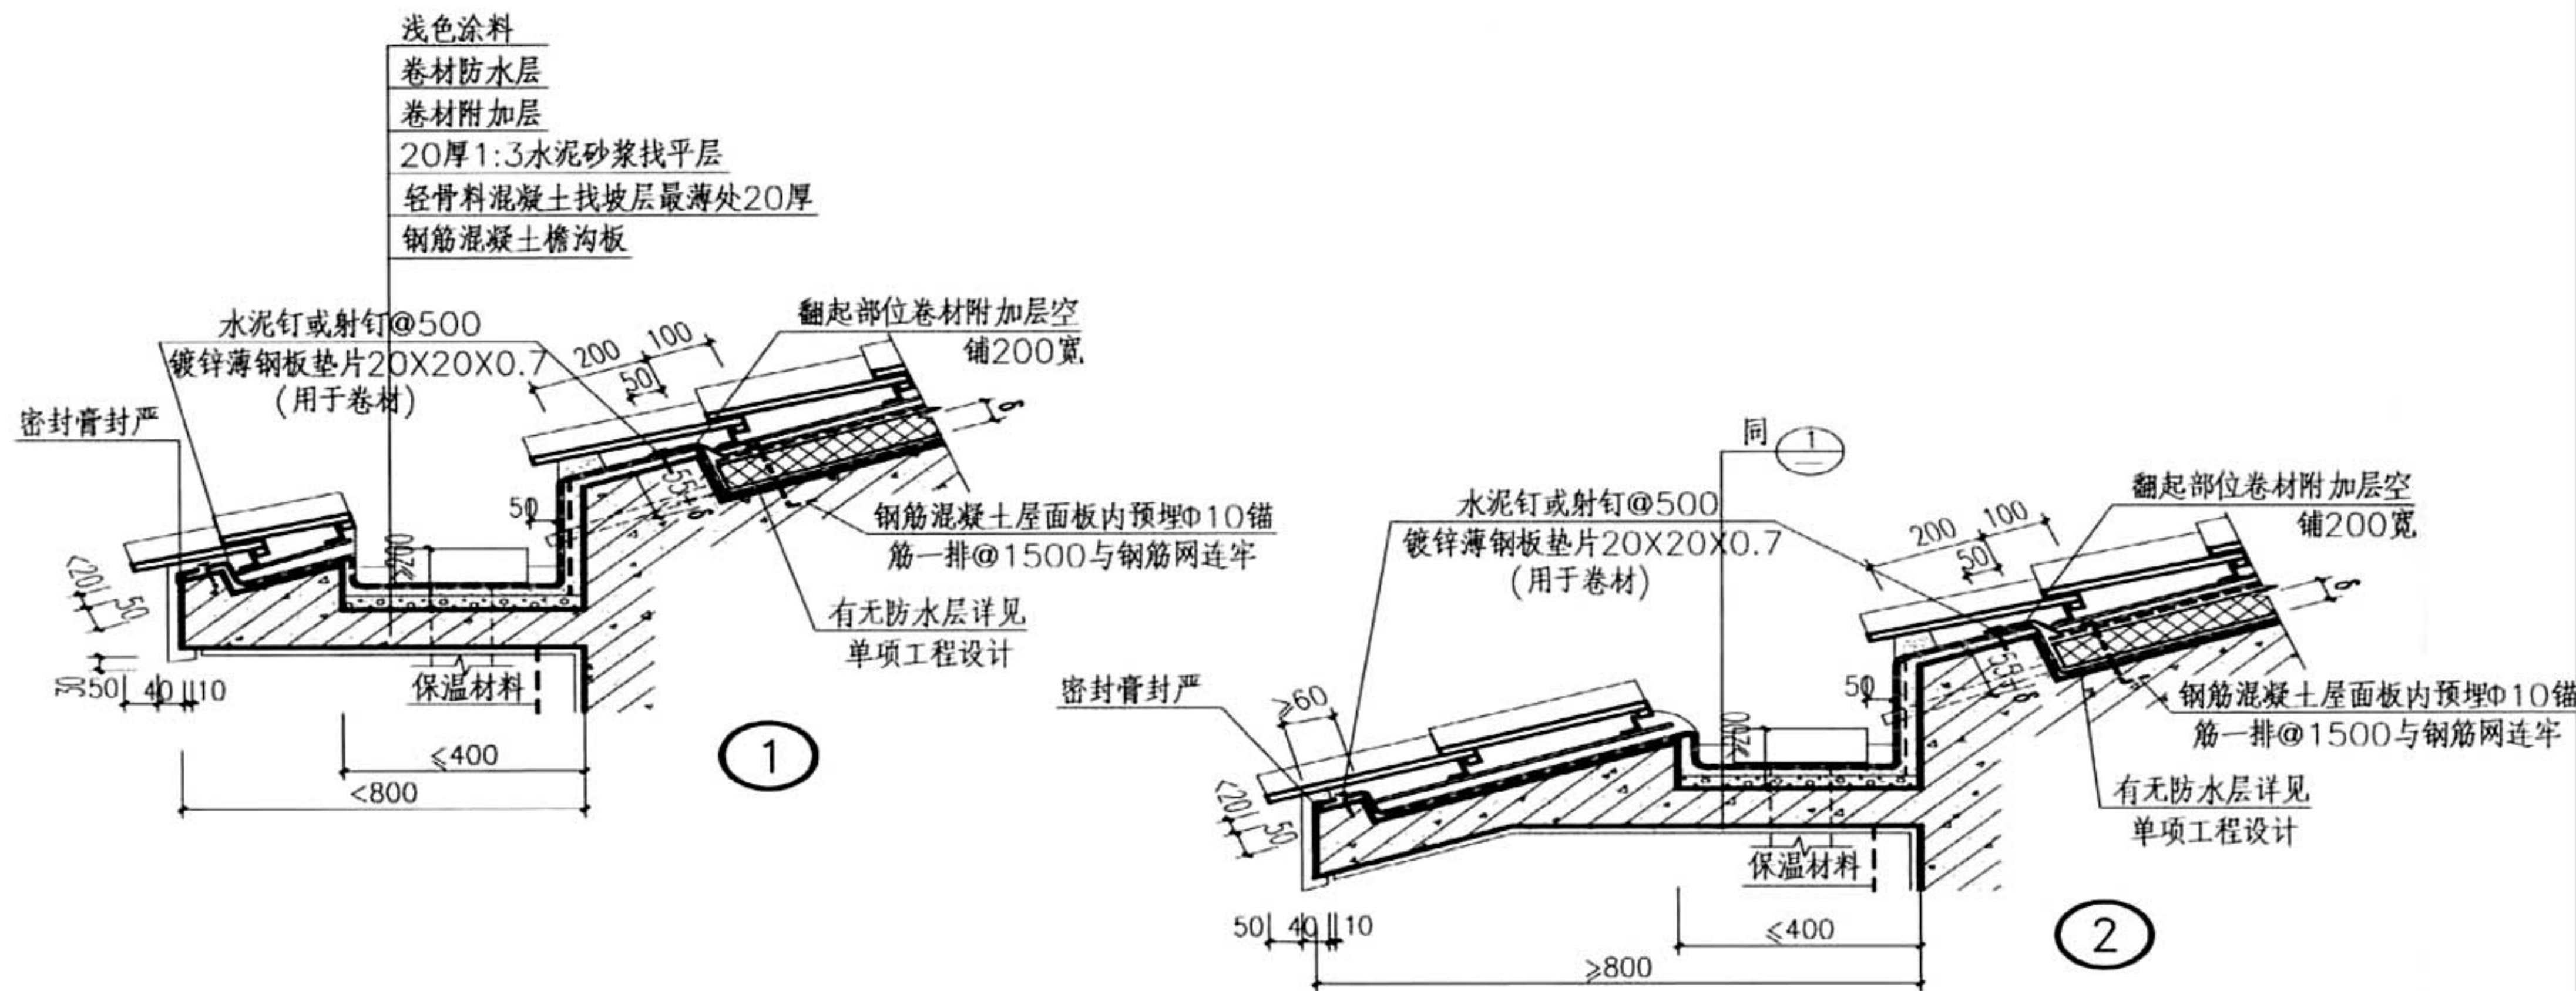 浅色涂料
卷材防水层
卷材附加层
20厚1:3水泥砂浆找平层
轻骨料混凝土找坡层最薄处20厚
钢筋混凝土檐沟板
水泥钉或射钉@500
镀锌薄钢板垫片20X20X0.7
(用于卷材)
密封膏封严
翻起部位卷材附加层空
铺200宽
200
100
50
δ
55+δ
50
≥200
钢筋混凝土屋面板内预埋Φ10锚
筋一排@1500与钢筋网连牢
有无防水层详见
单项工程设计
<20
50
30
50
40
10
保温材料
≤400
<800
1
同
1
水泥钉或射钉@500
镀锌薄钢板垫片20X20X0.7
(用于卷材)
密封膏封严
翻起部位卷材附加层空
铺200宽
200
100
50
δ
55+δ
50
≥200
≥60
钢筋混凝土屋面板内预埋Φ10锚
筋一排@1500与钢筋网连牢
有无防水层详见
单项工程设计
<20
50
保温材料
50
40
10
≤400
≥800
2